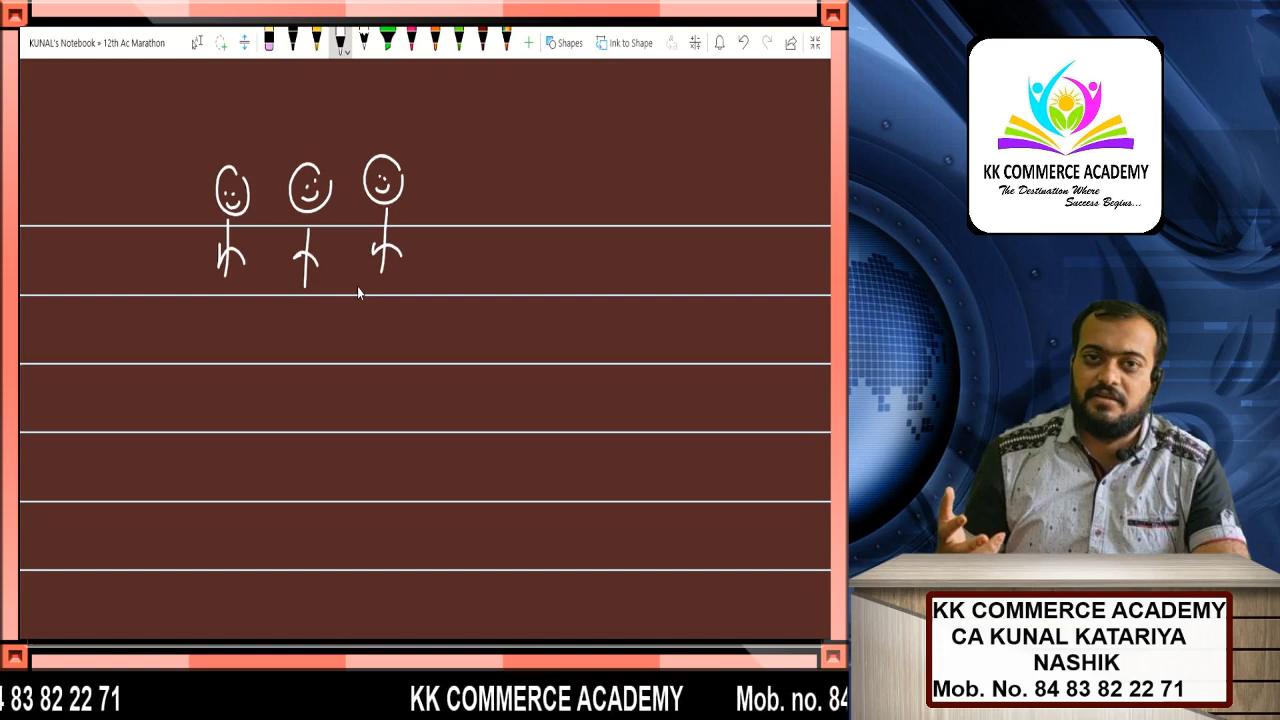 KUNAL's Notebook » 12th Ac Marathon
Shapes
Ink to Shape
KK COMMERCE ACADEMY
The Destination Where
Success Begins...
KK COMMERCE ACADEMY
CA KUNAL KATARIYA
NASHIK
Mob. No. 84 83 82 22 71
4 83 82 22 71 KK COMMERCE ACADEMY Mob. no. 84